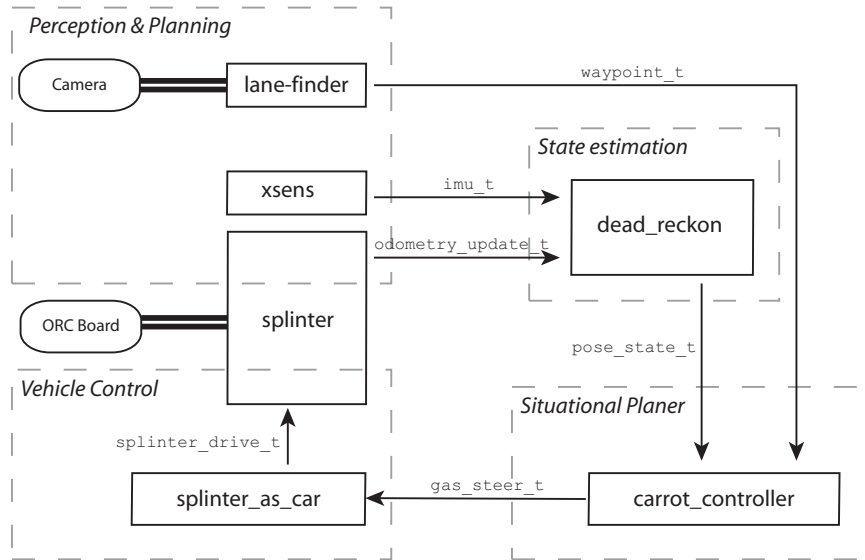 Perception & Planning
Camera
lane-finder
waypoint_t
State estimation
xsens
imu_t
dead_reckon
odometry_update_t
ORC Board
splinter
pose_state_t
Vehicle Control
Situational Planer
splinter_drive_t
gas_steer_t
splinter_as_car
carrot_controller